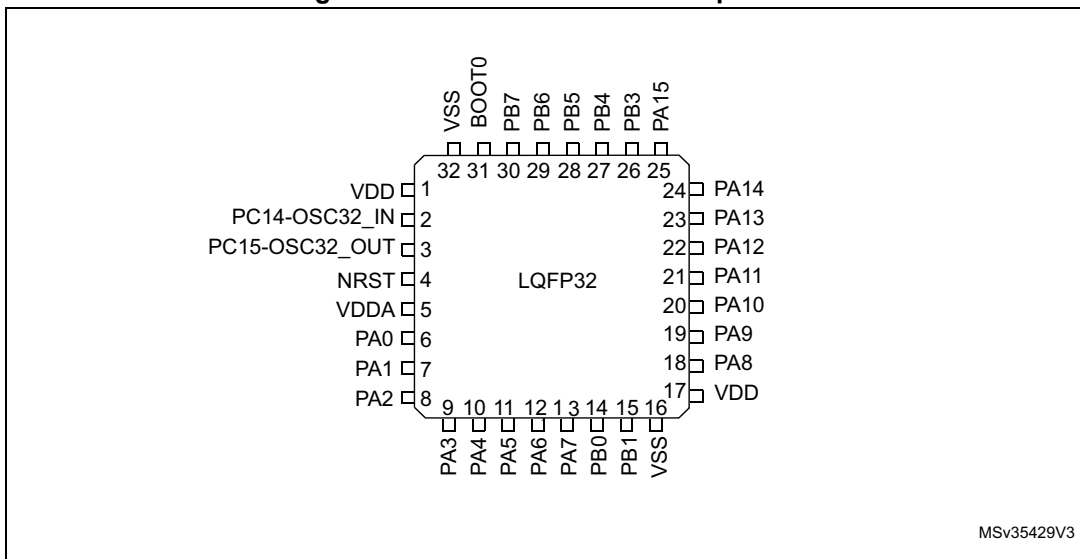 VSS
BOOT0
PB7
PB6
PB5
PB4
PB3
PA15
32 31 30 29 28 27 26 25
VDD 1
PC14-OSC32_IN 2
PC15-OSC32_OUT 3
NRST 4
VDDA 5
PA0 6
PA1 7
PA2 8
LQFP32
24 PA14
23 PA13
22 PA12
21 PA11
20 PA10
19 PA9
18 PA8
17 VDD
9 10 11 12 1 3 14 15 16
PA3
PA4
PA5
PA6
PA7
PB0
PB1
VSS
MSv35429V3